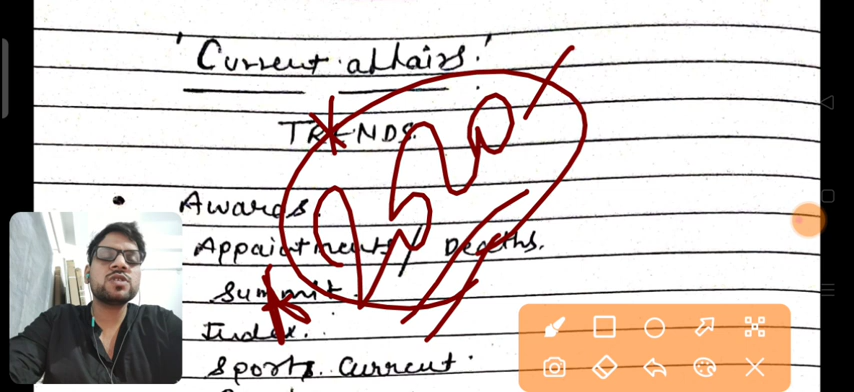 'Current affairs.'
TRENDS.
Awards
Appointments/ Deaths.
Summit
Index.
Sports. Current.